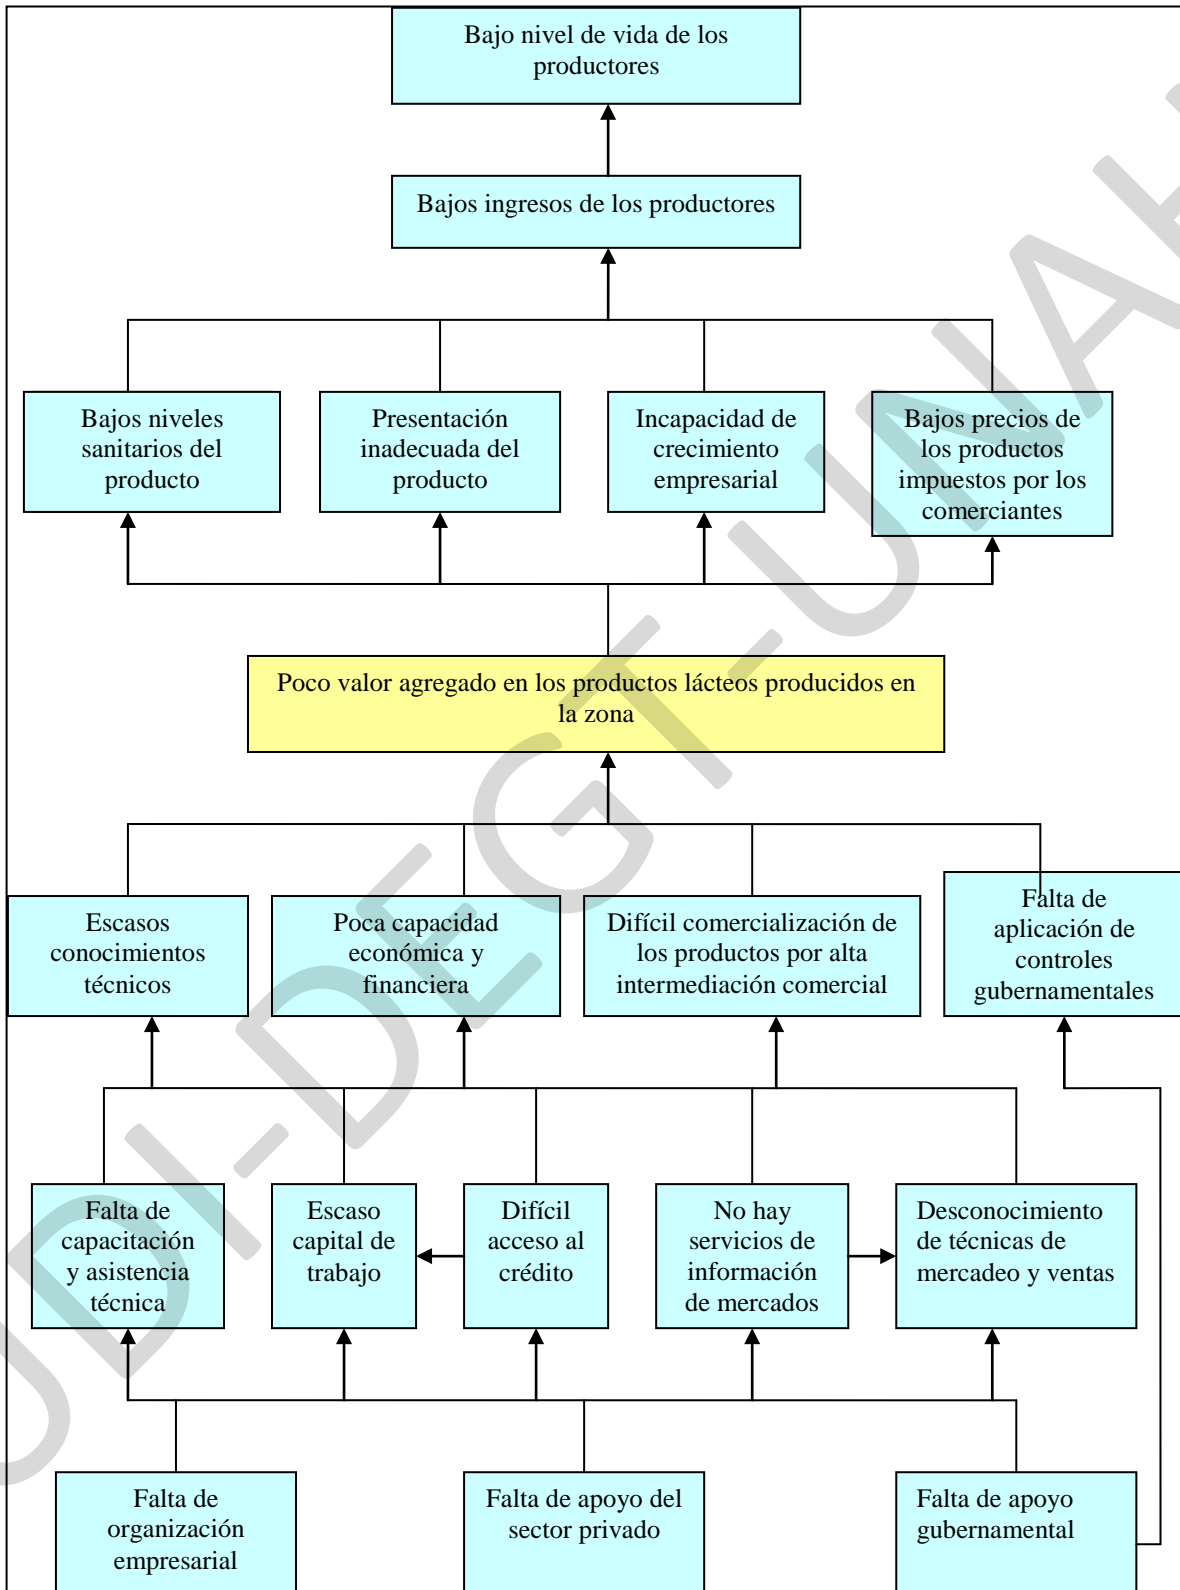 Bajo nivel de vida de los
productores
Bajos ingresos de los productores
Bajos niveles
sanitarios del
producto
Presentación
inadecuada del
producto
Incapacidad de
crecimiento
empresarial
Bajos precios de
los productos
impuestos por los
comerciantes
Poco valor agregado en los productos lácteos producidos en
la zona
Escasos
conocimientos
técnicos
Poca capacidad
económica y
financiera
Difícil comercialización de
los productos por alta
intermediación comercial
Falta de
aplicación de
controles
gubernamentales
Falta de
capacitación
y asistencia
técnica
Escaso
capital de
trabajo
Difícil
acceso al
crédito
No hay
servicios de
información
de mercados
Desconocimiento
de técnicas de
mercadeo y ventas
Falta de
organización
empresarial
Falta de apoyo del
sector privado
Falta de apoyo
gubernamental
UDI-DEGT-UNAH